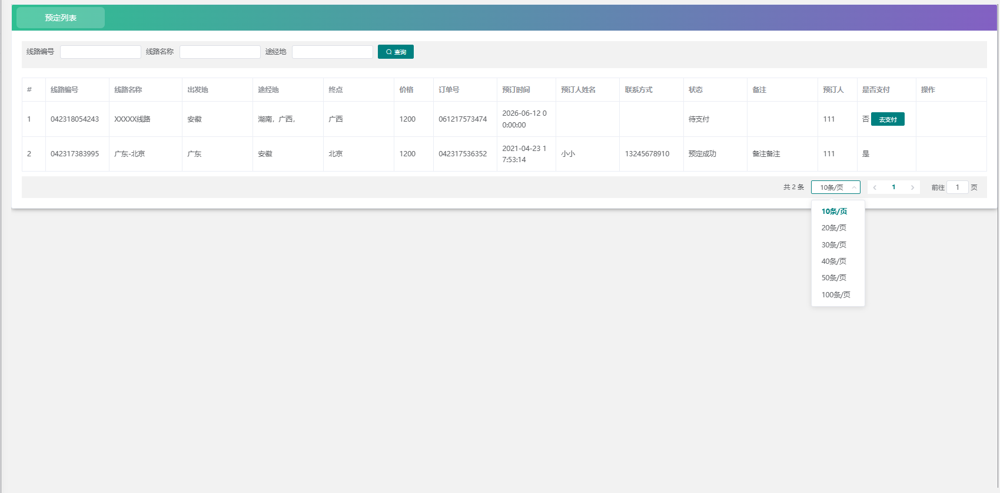 预定列表
线路编号 线路名称 途经地 查询
# 线路编号 线路名称 出发地 途经地 终点 价格 订单号 预订时间 预订人姓名 联系方式 状态 备注 预订人 是否支付 操作
1 042318054243 XXXXX线路 安徽 湖南，广西， 广西 1200 061217573474 2026-06-12 0 待支付 111 否 去支付
0:00:00
2 042317383995 广东-北京 广东 安徽 北京 1200 042317536352 2021-04-23 1 小小 13245678910 预定成功 备注备注 111 是
7:53:14
共 2 条 10条/页 1 前往 1 页
10条/页
20条/页
30条/页
40条/页
50条/页
100条/页